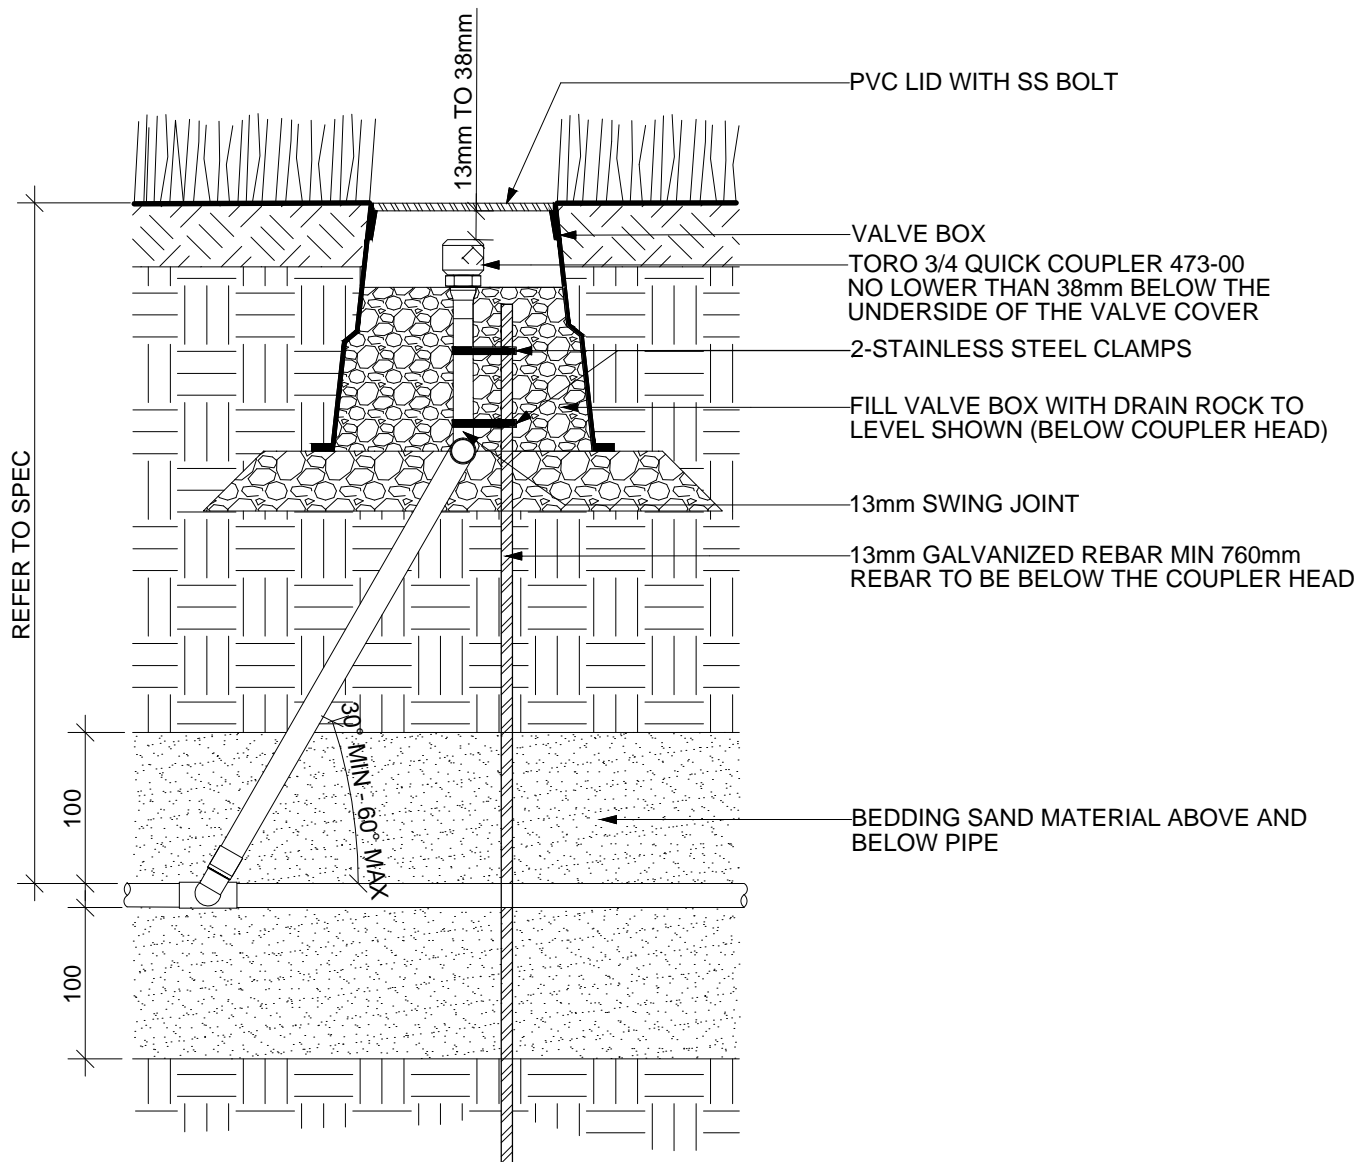 13mm TO 38mm
PVC LID WITH SS BOLT
VALVE BOX
TORO 3/4 QUICK COUPLER 473-00
NO LOWER THAN 38mm BELOW THE
UNDERSIDE OF THE VALVE COVER
2-STAINLESS STEEL CLAMPS
FILL VALVE BOX WITH DRAIN ROCK TO
LEVEL SHOWN (BELOW COUPLER HEAD)
13mm SWING JOINT
13mm GALVANIZED REBAR MIN 760mm
REBAR TO BE BELOW THE COUPLER HEAD
REFER TO SPEC
30° MIN - 60° MAX
100
BEDDING SAND MATERIAL ABOVE AND
BELOW PIPE
100